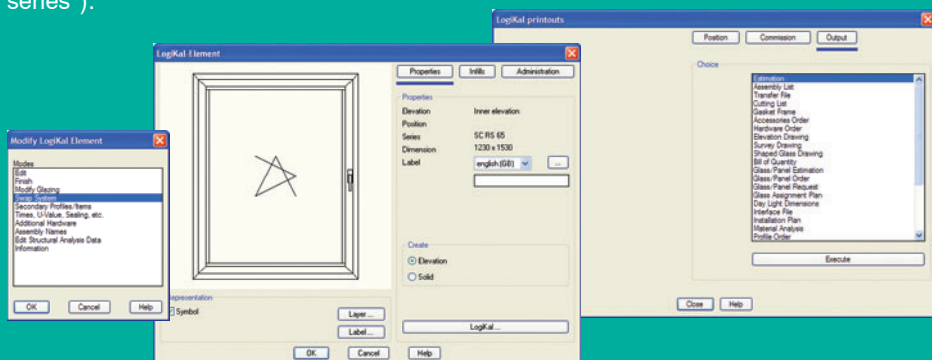 series ).
LogiKal printouts
Position
Commission
Output
Choice
Estimation
Assembly List
Transfer File
Cutting List
Gasket Frame
Accessories Order
Hardware Order
Elevation Drawing
Survey Drawing
Shaped Glass Drawing
Bill of Quantity
Glass/Panel Estimation
Glass/Panel Order
Glass/Panel Request
Glass Assignment Plan
Day Light Dimensions
Interface File
Installation Plan
Material Analysis
Profile Order
Execute
Close
Help
LogiKal-Element
Properties
Infills
Administration
Properties
Elevation Inner elevation
Position
Series SC RS 65
Dimension 1230 x 1530
Label english (GB) ...
Create
Elevation
Solid
LogiKal...
Representation
Symbol
Layer...
Label...
OK
Cancel
Help
Modify LogiKal Element
Modes
Edit
Finish
Modify Glazing
Swap System
Secondary Profiles/Items
Times, U-Value, Sealing, etc.
Additional Hardware
Assembly Names
Edit Structural Analysis Data
Information
OK
Cancel
Help